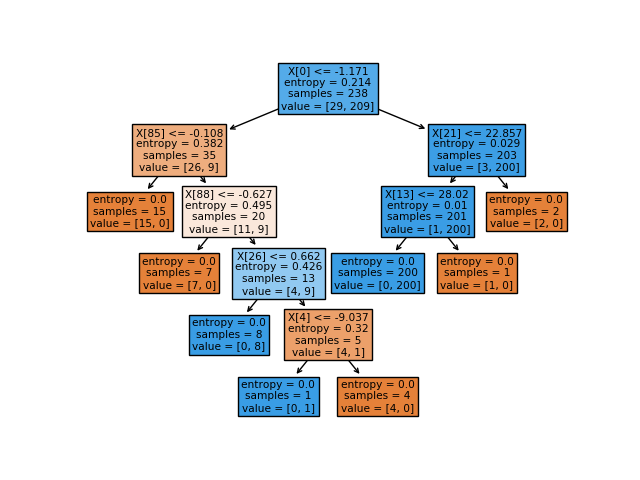 X[0] <= -1.171
entropy = 0.214
samples = 238
value = [29, 209]
X[85] <= -0.108
entropy = 0.382
samples = 35
value = [26, 9]
X[21] <= 22.857
entropy = 0.029
samples = 203
value = [3, 200]
entropy = 0.0
samples = 15
value = [15, 0]
X[88] <= -0.627
entropy = 0.495
samples = 20
value = [11, 9]
X[13] <= 28.02
entropy = 0.01
samples = 201
value = [1, 200]
entropy = 0.0
samples = 2
value = [2, 0]
entropy = 0.0
samples = 7
value = [7, 0]
X[26] <= 0.662
entropy = 0.426
samples = 13
value = [4, 9]
entropy = 0.0
samples = 200
value = [0, 200]
entropy = 0.0
samples = 1
value = [1, 0]
entropy = 0.0
samples = 8
value = [0, 8]
X[4] <= -9.037
entropy = 0.32
samples = 5
value = [4, 1]
entropy = 0.0
samples = 1
value = [0, 1]
entropy = 0.0
samples = 4
value = [4, 0]